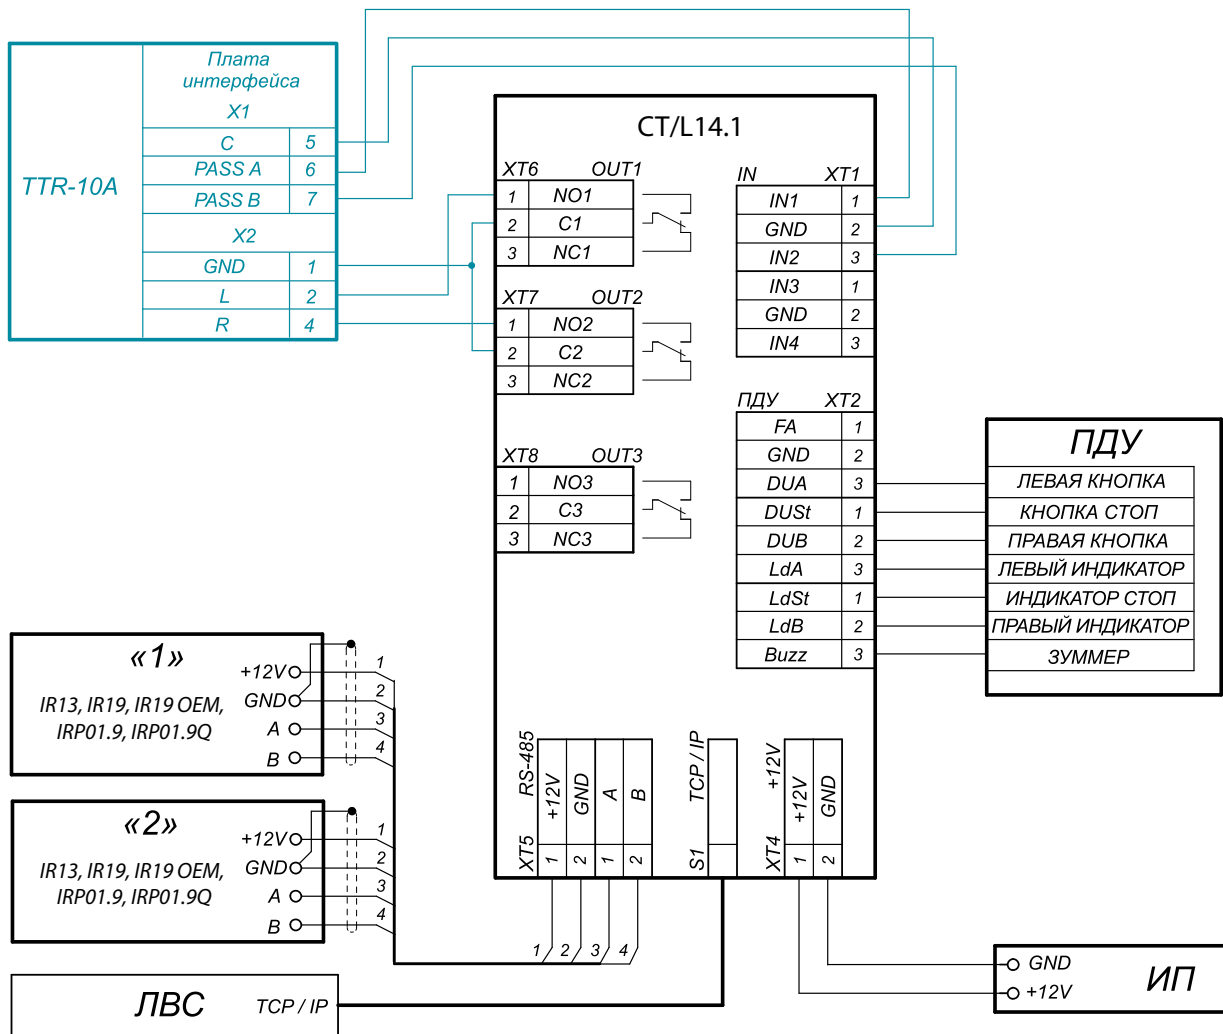 TTR-10A
Плата
интерфейса
X1
C 5
PASS A 6
PASS B 7
X2
GND 1
L 2
R 4
CT/L14.1
XT6 OUT1
1 NO1
2 C1
3 NC1
XT7 OUT2
1 NO2
2 C2
3 NC2
XT8 OUT3
1 NO3
2 C3
3 NC3
IN XT1
IN1 1
GND 2
IN2 3
IN3 1
GND 2
IN4 3
ПДУ XT2
FA 1
GND 2
DUA 3
DUSt 1
DUB 2
LdA 3
LdSt 1
LdB 2
Buzz 3
ПДУ
ЛЕВАЯ КНОПКА
КНОПКА СТОП
ПРАВАЯ КНОПКА
ЛЕВЫЙ ИНДИКАТОР
ИНДИКАТОР СТОП
ПРАВЫЙ ИНДИКАТОР
ЗУММЕР
«1»
IR13, IR19, IR19 OEM,
IRP01.9, IRP01.9Q
+12V 1
GND 2
A 3
B 4
«2»
IR13, IR19, IR19 OEM,
IRP01.9, IRP01.9Q
+12V 1
GND 2
A 3
B 4
XT5 RS-485
1 +12V
2 GND
1 A
2 B
S1 TCP / IP
XT4 +12V
1 +12V
2 GND
1 2 3 4
ЛВС TCP / IP
ИП
GND
+12V